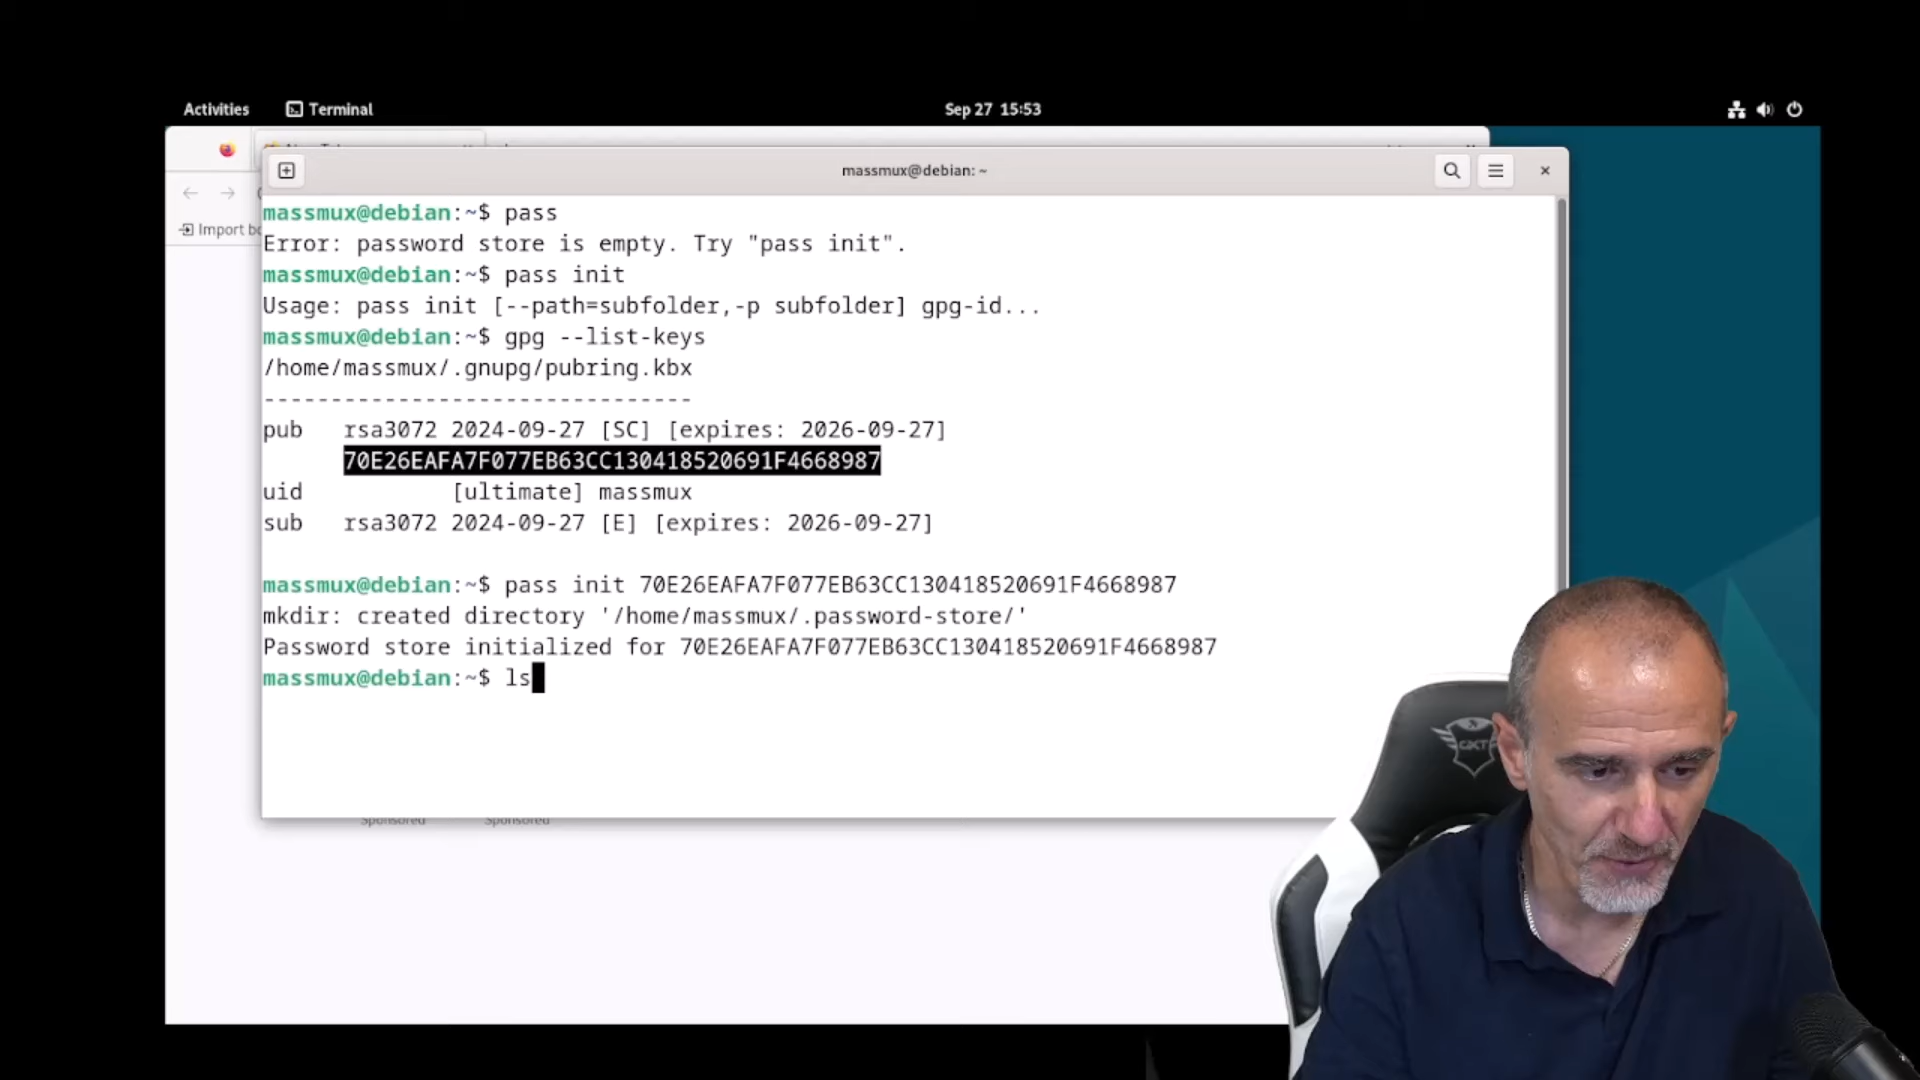 Activities Terminal Sep 27 15:53
massmux@debian: ~
Import bo
massmux@debian:~$ pass
Error: password store is empty. Try "pass init".
massmux@debian:~$ pass init
Usage: pass init [--path=subfolder,-p subfolder] gpg-id...
massmux@debian:~$ gpg --list-keys
/home/massmux/.gnupg/pubring.kbx
--------------------------------
pub rsa3072 2024-09-27 [SC] [expires: 2026-09-27]
70E26EAFA7F077EB63CC130418520691F4668987
uid [ultimate] massmux
sub rsa3072 2024-09-27 [E] [expires: 2026-09-27]
massmux@debian:~$ pass init 70E26EAFA7F077EB63CC130418520691F4668987
mkdir: created directory '/home/massmux/.password-store/'
Password store initialized for 70E26EAFA7F077EB63CC130418520691F4668987
massmux@debian:~$ ls
Sponsored Sponsored
GXT